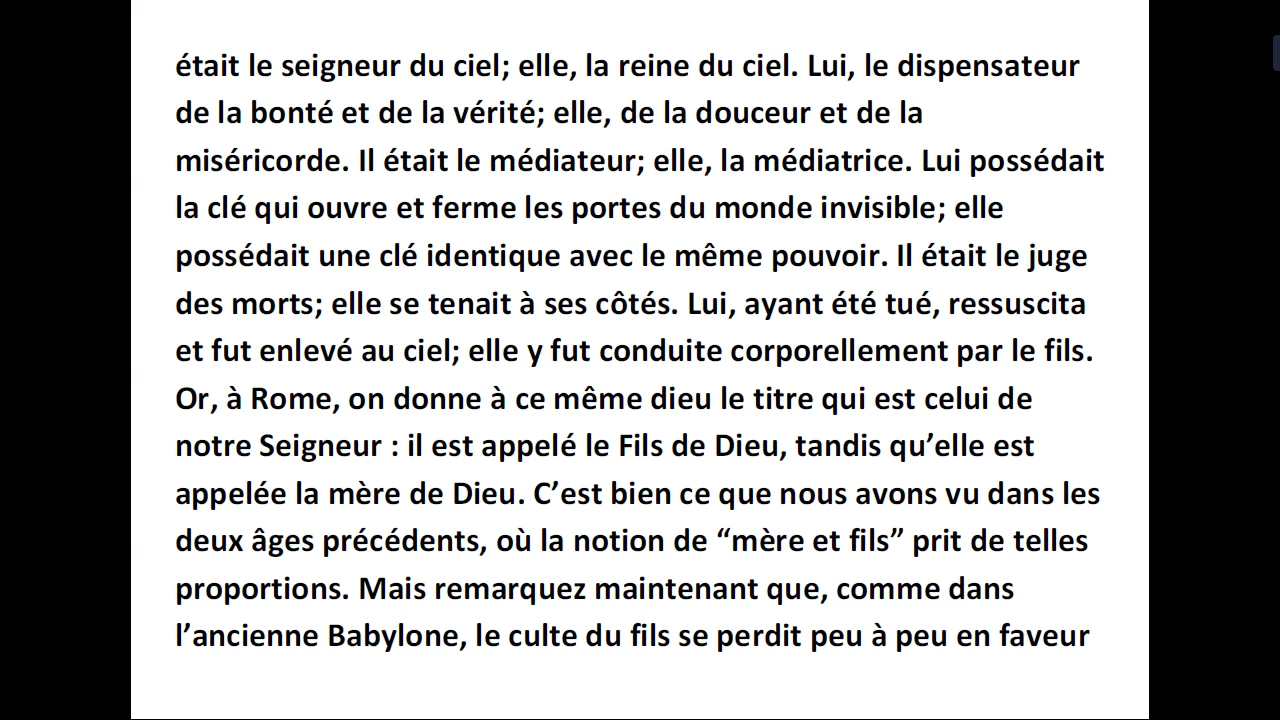 était le seigneur du ciel; elle, la reine du ciel. Lui, le dispensateur
de la bonté et de la vérité; elle, de la douceur et de la
miséricorde. Il était le médiateur; elle, la médiatrice. Lui possédait
la clé qui ouvre et ferme les portes du monde invisible; elle
possédait une clé identique avec le même pouvoir. Il était le juge
des morts; elle se tenait à ses côtés. Lui, ayant été tué, ressuscita
et fut enlevé au ciel; elle y fut conduite corporellement par le fils.
Or, à Rome, on donne à ce même dieu le titre qui est celui de
notre Seigneur : il est appelé le Fils de Dieu, tandis qu’elle est
appelée la mère de Dieu. C’est bien ce que nous avons vu dans les
deux âges précédents, où la notion de “mère et fils” prit de telles
proportions. Mais remarquez maintenant que, comme dans
l’ancienne Babylone, le culte du fils se perdit peu à peu en faveur